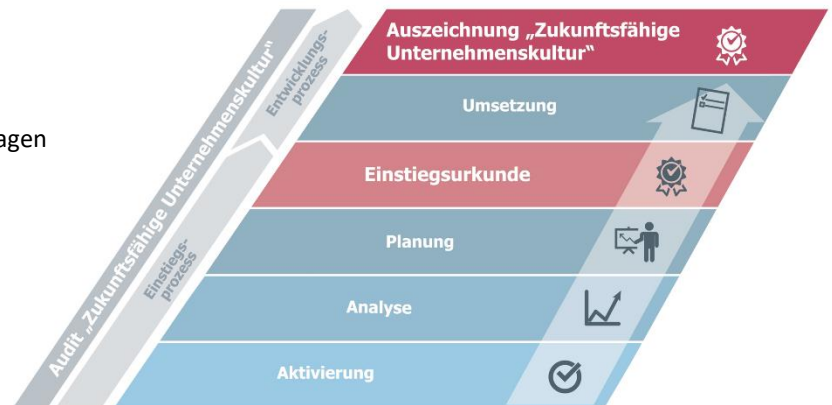 Auszeichnung „Zukunftsfähige
Unternehmenskultur“
Entwicklungs-
prozess
Umsetzung
agen
Einstiegsurkunde
Audit „Zukunftsfähige Unternehmenskultur“
Planung
Einstiegs-
prozess
Analyse
Aktivierung